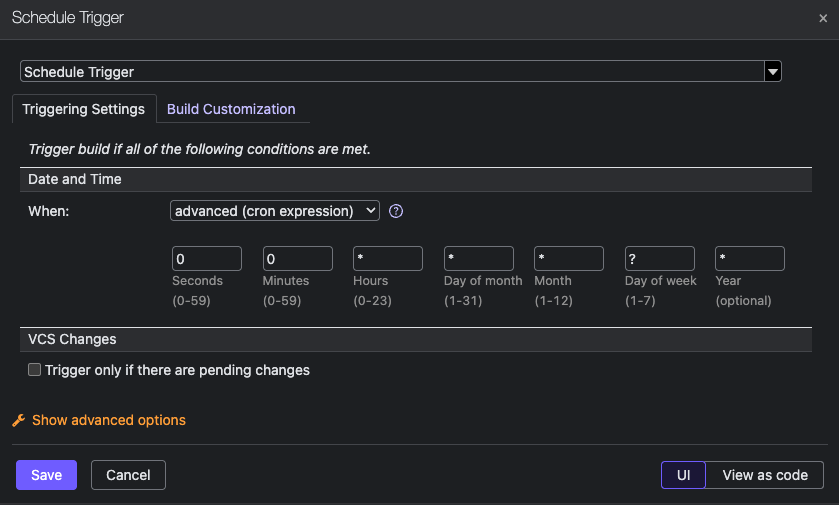 Schedule Trigger ×
Schedule Trigger
Triggering Settings Build Customization
Trigger build if all of the following conditions are met.
Date and Time
When: advanced (cron expression) ?
0 0 * * * ? *
Seconds Minutes Hours Day of month Month Day of week Year
(0-59) (0-59) (0-23) (1-31) (1-12) (1-7) (optional)
VCS Changes
Trigger only if there are pending changes
Show advanced options
Save Cancel UI View as code